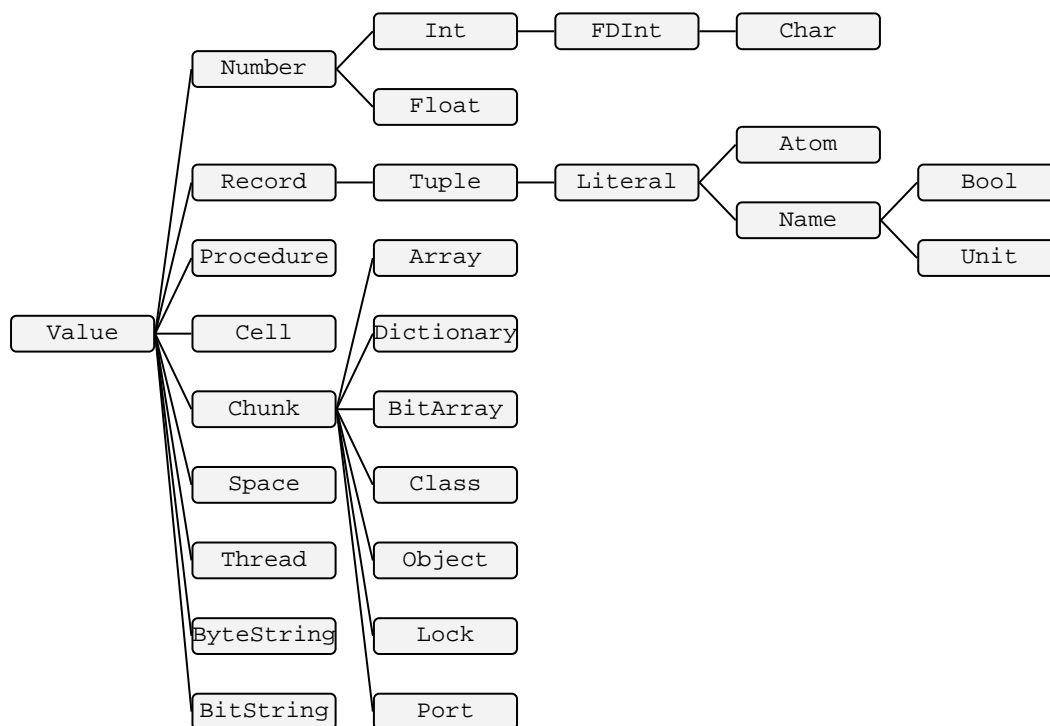 Int FDInt Char
Number
Float
Atom
Record Tuple Literal Bool
Name
Procedure Array Unit
Value Cell Dictionary
Chunk BitArray
Space Class
Thread Object
ByteString Lock
BitString Port